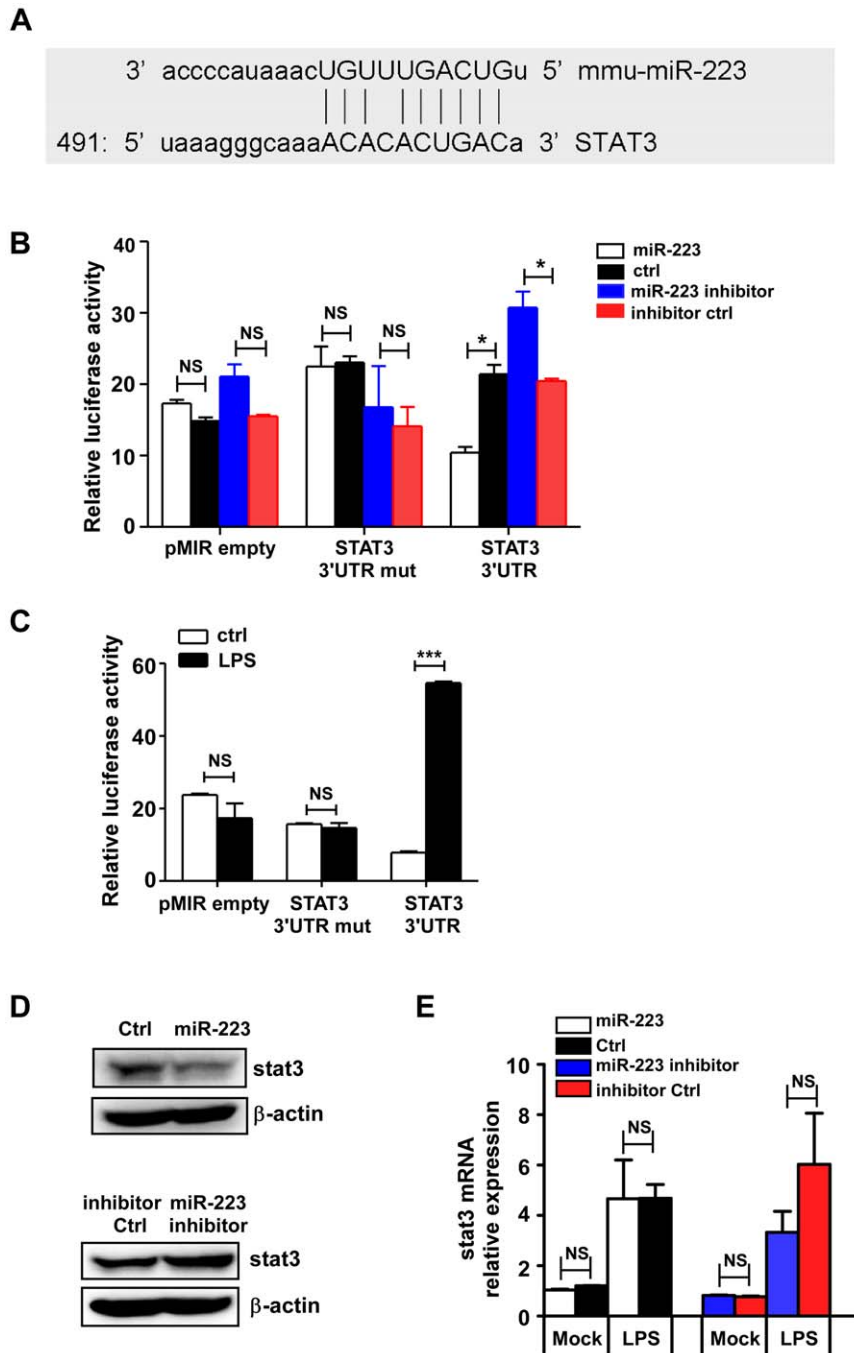 A
3’ accccauaaacUGUUUGACUGu 5’ mmu-miR-223
491: 5’ uaaagggcaaaACACACUGACa 3’ STAT3
B
Relative luciferase activity
40
30
20
10
0
NS
NS
NS
NS
*
*
miR-223
ctrl
miR-223 inhibitor
inhibitor ctrl
pMIR empty
STAT3
3'UTR mut
STAT3
3'UTR
C
Relative luciferase activity
60
40
20
0
ctrl
LPS
NS
NS
***
pMIR empty
STAT3
3'UTR mut
STAT3
3'UTR
D
Ctrl miR-223
stat3
β-actin
inhibitor miR-223
Ctrl inhibitor
stat3
β-actin
E
miR-223
Ctrl
miR-223 inhibitor
inhibitor Ctrl
stat3 mRNA
relative expression
10
8
6
4
2
0
NS
NS
NS
NS
Mock LPS Mock LPS